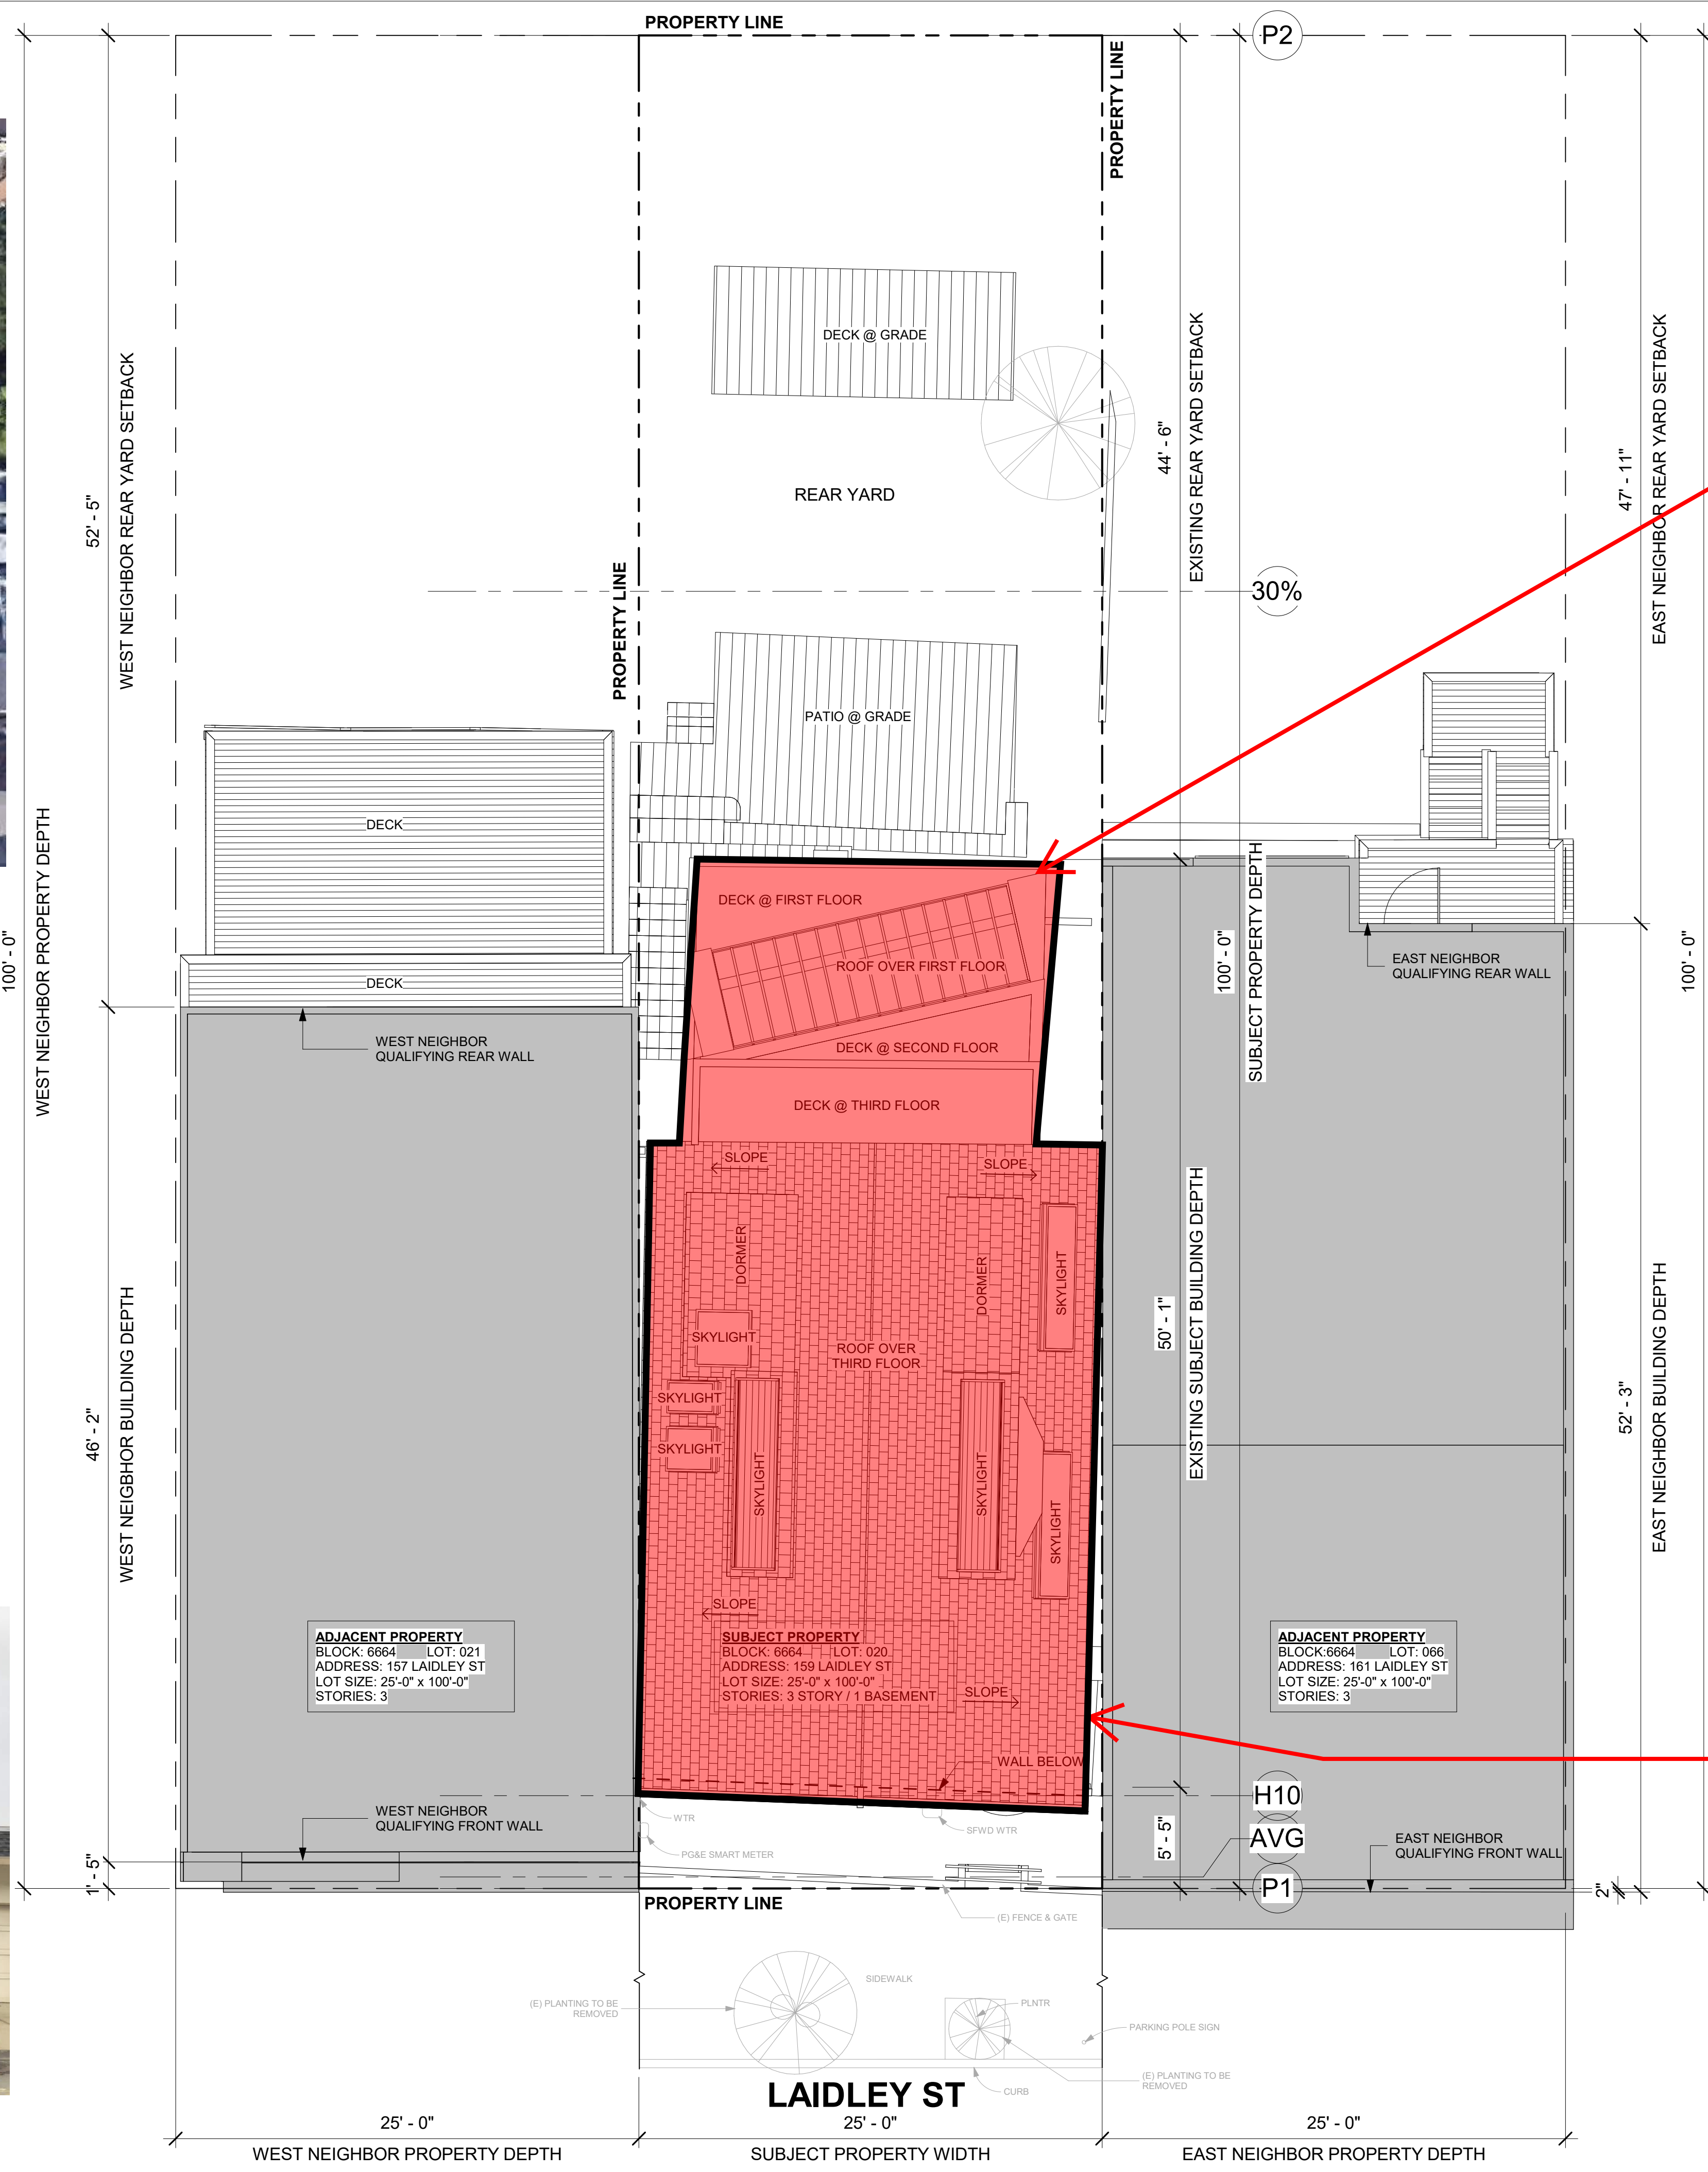 PROPERTY LINE
P2
PROPERTY LINE
DECK @ GRADE
44' - 6"
EXISTING REAR YARD SETBACK
52' - 5"
WEST NEIGHBOR REAR YARD SETBACK
47' - 11"
EAST NEIGHBOR REAR YARD SETBACK
REAR YARD
30%
PROPERTY LINE
PATIO @ GRADE
DECK
DECK
100' - 0"
WEST NEIGHBOR PROPERTY DEPTH
DECK @ FIRST FLOOR
ROOF OVER FIRST FLOOR
DECK @ SECOND FLOOR
DECK @ THIRD FLOOR
100' - 0"
SUBJECT PROPERTY DEPTH
EAST NEIGHBOR
QUALIFYING REAR WALL
100' - 0"
WEST NEIGHBOR
QUALIFYING REAR WALL
SLOPE
SLOPE
DORMER
DORMER
SKYLIGHT
SKYLIGHT
ROOF OVER
THIRD FLOOR
SKYLIGHT
SKYLIGHT
SKYLIGHT
SKYLIGHT
SKYLIGHT
50' - 1"
EXISTING SUBJECT BUILDING DEPTH
46' - 2"
WEST NEIGBHOR BUILDING DEPTH
52' - 3"
EAST NEIGHBOR BUILDING DEPTH
SLOPE
ADJACENT PROPERTY
BLOCK: 6664 LOT: 021
ADDRESS: 157 LAIDLEY ST
LOT SIZE: 25'-0" x 100'-0"
STORIES: 3
SUBJECT PROPERTY
BLOCK: 6664 LOT: 020
ADDRESS: 159 LAIDLEY ST
LOT SIZE: 25'-0" x 100'-0"
STORIES: 3 STORY / 1 BASEMENT
SLOPE
ADJACENT PROPERTY
BLOCK:6664 LOT: 066
ADDRESS: 161 LAIDLEY ST
LOT SIZE: 25'-0" x 100'-0"
STORIES: 3
WALL BELOW
H10
WEST NEIGHBOR
QUALIFYING FRONT WALL
WTR
SFWD WTR
PG&E SMART METER
5' - 5"
AVG
EAST NEIGHBOR
QUALIFYING FRONT WALL
1' - 5"
P1
2"
PROPERTY LINE
(E) FENCE & GATE
SIDEWALK
(E) PLANTING TO BE
REMOVED
PLNTR
PARKING POLE SIGN
(E) PLANTING TO BE
REMOVED
CURB
LAIDLEY ST
25' - 0"
25' - 0"
25' - 0"
WEST NEIGHBOR PROPERTY DEPTH
SUBJECT PROPERTY WIDTH
EAST NEIGHBOR PROPERTY DEPTH